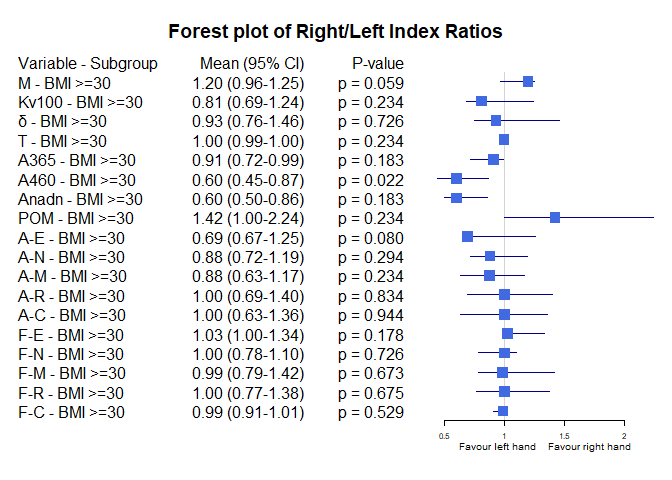 Forest plot of Right/Left Index Ratios
Variable - Subgroup Mean (95% CI) P-value
M - BMI >=30 1.20 (0.96-1.25) p = 0.059
Kv100 - BMI >=30 0.81 (0.69-1.24) p = 0.234
δ - BMI >=30 0.93 (0.76-1.46) p = 0.726
T - BMI >=30 1.00 (0.99-1.00) p = 0.234
A365 - BMI >=30 0.91 (0.72-0.99) p = 0.183
A460 - BMI >=30 0.60 (0.45-0.87) p = 0.022
Anadn - BMI >=30 0.60 (0.50-0.86) p = 0.183
POM - BMI >=30 1.42 (1.00-2.24) p = 0.234
A-E - BMI >=30 0.69 (0.67-1.25) p = 0.080
A-N - BMI >=30 0.88 (0.72-1.19) p = 0.294
A-M - BMI >=30 0.88 (0.63-1.17) p = 0.234
A-R - BMI >=30 1.00 (0.69-1.40) p = 0.834
A-C - BMI >=30 1.00 (0.63-1.36) p = 0.944
F-E - BMI >=30 1.03 (1.00-1.34) p = 0.178
F-N - BMI >=30 1.00 (0.78-1.10) p = 0.726
F-M - BMI >=30 0.99 (0.79-1.42) p = 0.673
F-R - BMI >=30 1.00 (0.77-1.38) p = 0.675
F-C - BMI >=30 0.99 (0.91-1.01) p = 0.529
0.5 1 1.5 2
Favour left hand Favour right hand